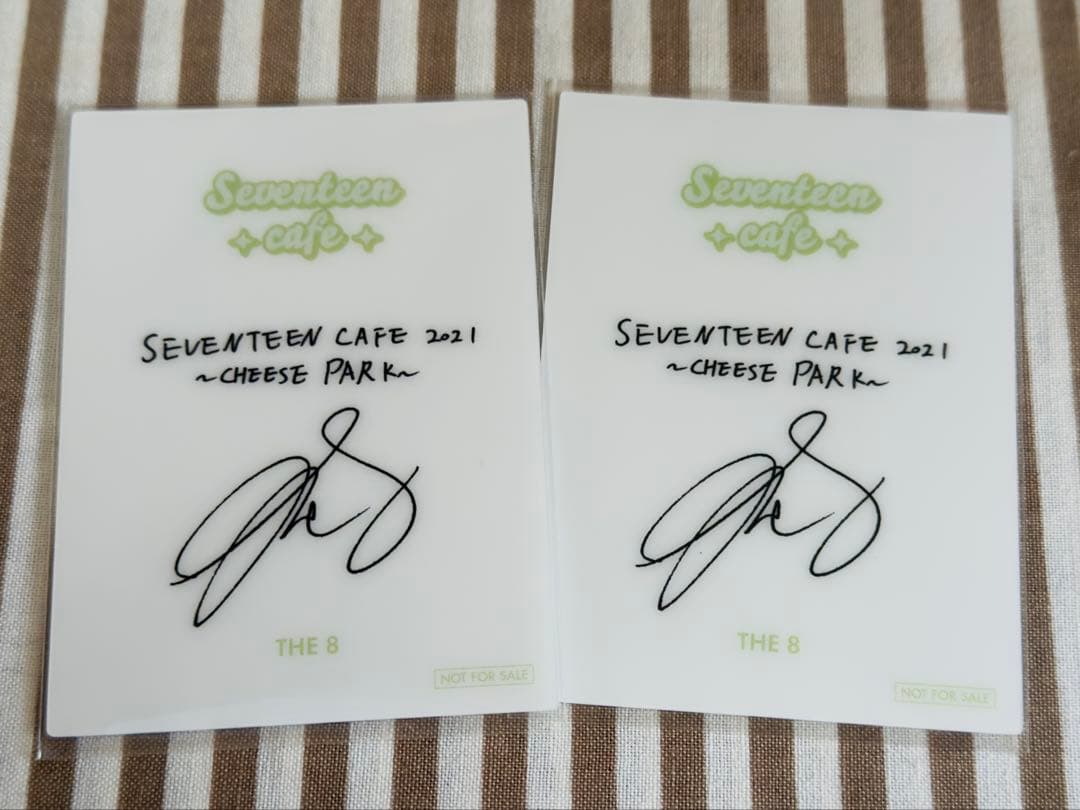 Seventeen
cafe
SEVENTEEN CAFE 2021
~CHEESE PARK~
THE 8
NOT FOR SALE
Seventeen
cafe
SEVENTEEN CAFE 2021
~CHEESE PARK~
THE 8
NOT FOR SALE